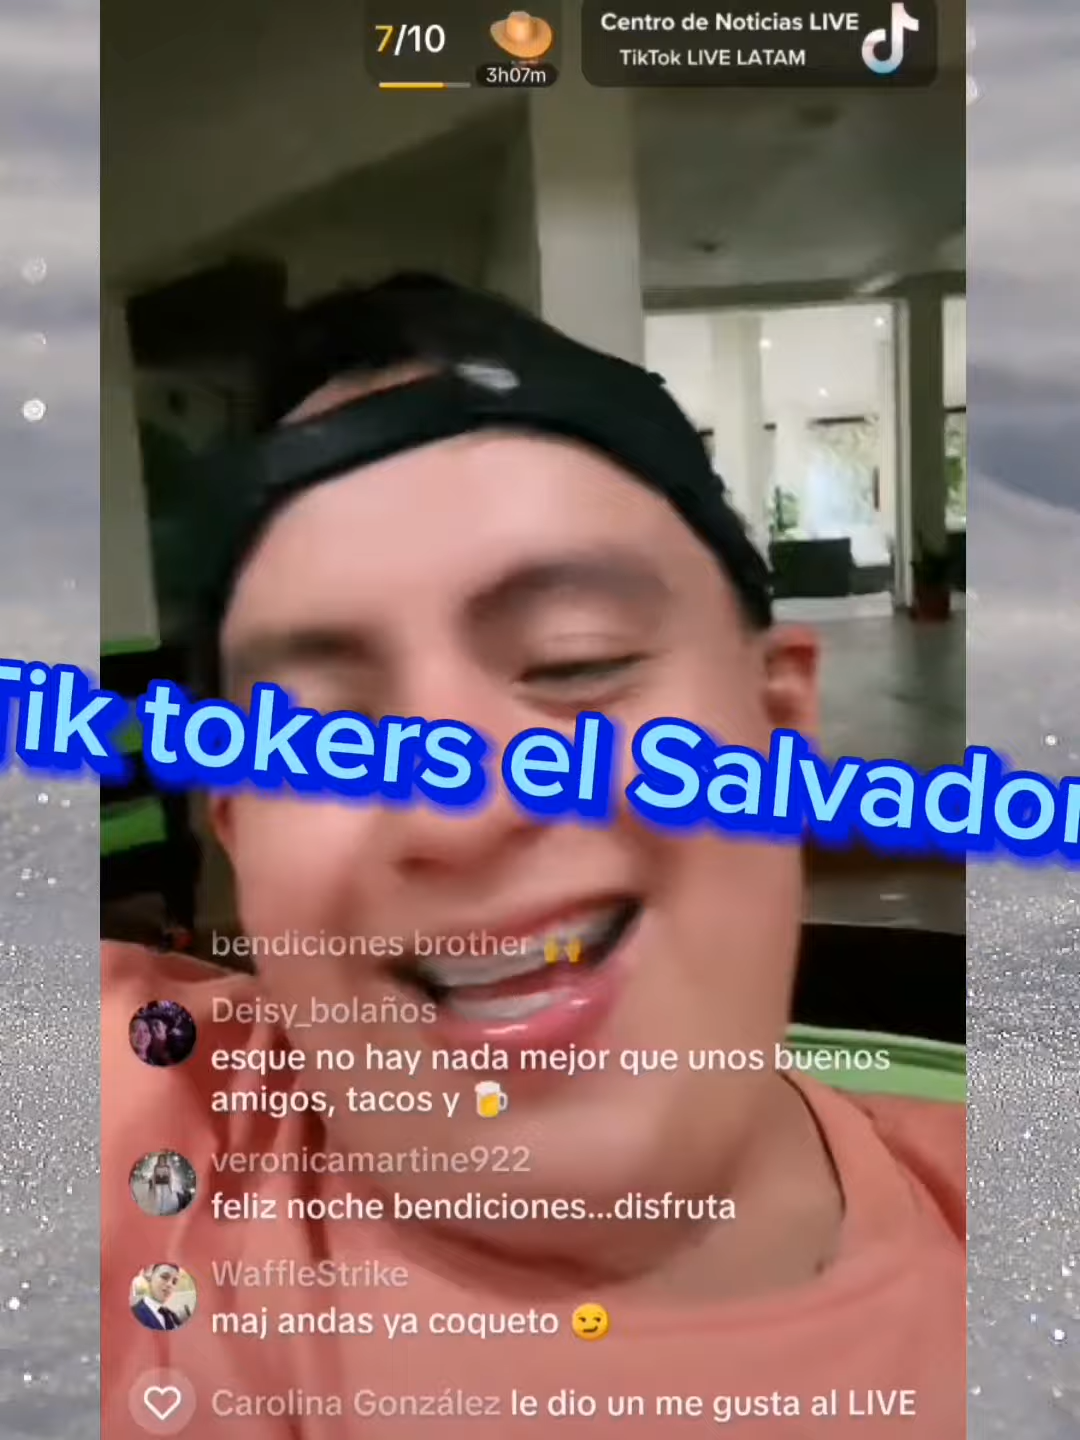 7/10
3h07m
Centro de Noticias LIVE
TikTok LIVE LATAM
Tik tokers el Salvador
bendiciones brother 🙌
Deisy_bolaños
esque no hay nada mejor que unos buenos
amigos, tacos y 🍺
veronicamartine922
feliz noche bendiciones...disfruta
WaffleStrike
maj andas ya coqueto 😏
Carolina González le dio un me gusta al LIVE